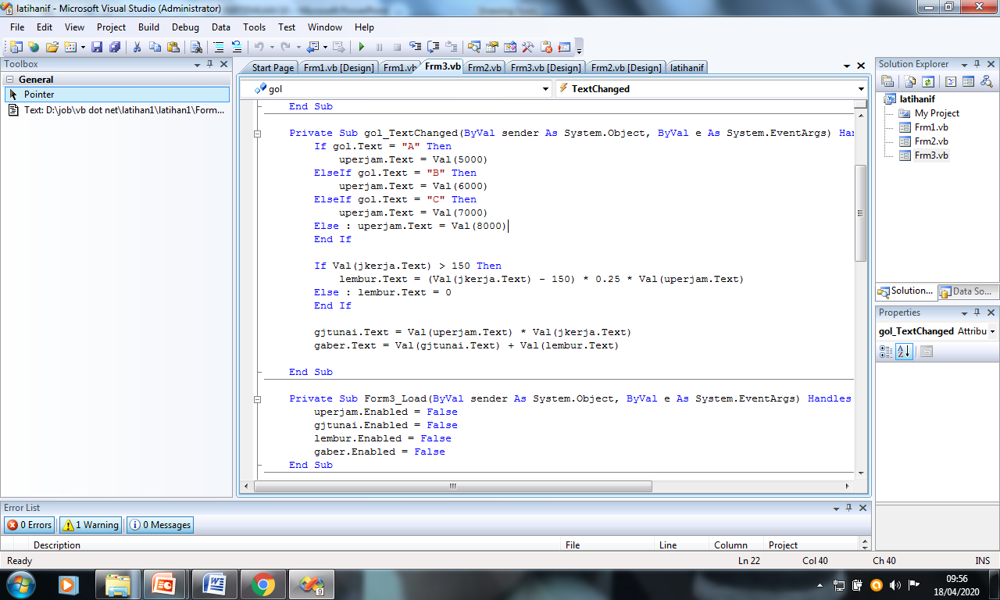 latihanif - Microsoft Visual Studio (Administrator)
File Edit View Project Build Debug Data Tools Test Window Help
Toolbox
General
Pointer
Text: D:\job\vb dot net\latihan1\latihan1\Form...
Start Page Frm1.vb [Design] Frm1.vb Frm3.vb Frm2.vb Frm3.vb [Design] Frm2.vb [Design] latihanif
gol TextChanged
End Sub
Private Sub gol_TextChanged(ByVal sender As System.Object, ByVal e As System.EventArgs) Han
If gol.Text = "A" Then
uperjam.Text = Val(5000)
ElseIf gol.Text = "B" Then
uperjam.Text = Val(6000)
ElseIf gol.Text = "C" Then
uperjam.Text = Val(7000)
Else : uperjam.Text = Val(8000)
End If
If Val(jkerja.Text) > 150 Then
lembur.Text = (Val(jkerja.Text) - 150) * 0.25 * Val(uperjam.Text)
Else : lembur.Text = 0
End If
gjtunai.Text = Val(uperjam.Text) * Val(jkerja.Text)
gaber.Text = Val(gjtunai.Text) + Val(lembur.Text)
End Sub
Private Sub Form3_Load(ByVal sender As System.Object, ByVal e As System.EventArgs) Handles
uperjam.Enabled = False
gjtunai.Enabled = False
lembur.Enabled = False
gaber.Enabled = False
End Sub
Solution Explorer
latihanif
My Project
Frm1.vb
Frm2.vb
Frm3.vb
Solution... Data So...
Properties
gol_TextChanged Attribu
Error List
0 Errors 1 Warning 0 Messages
Description File Line Column Project
Ready Ln 22 Col 40 Ch 40 INS
09:56
18/04/2020